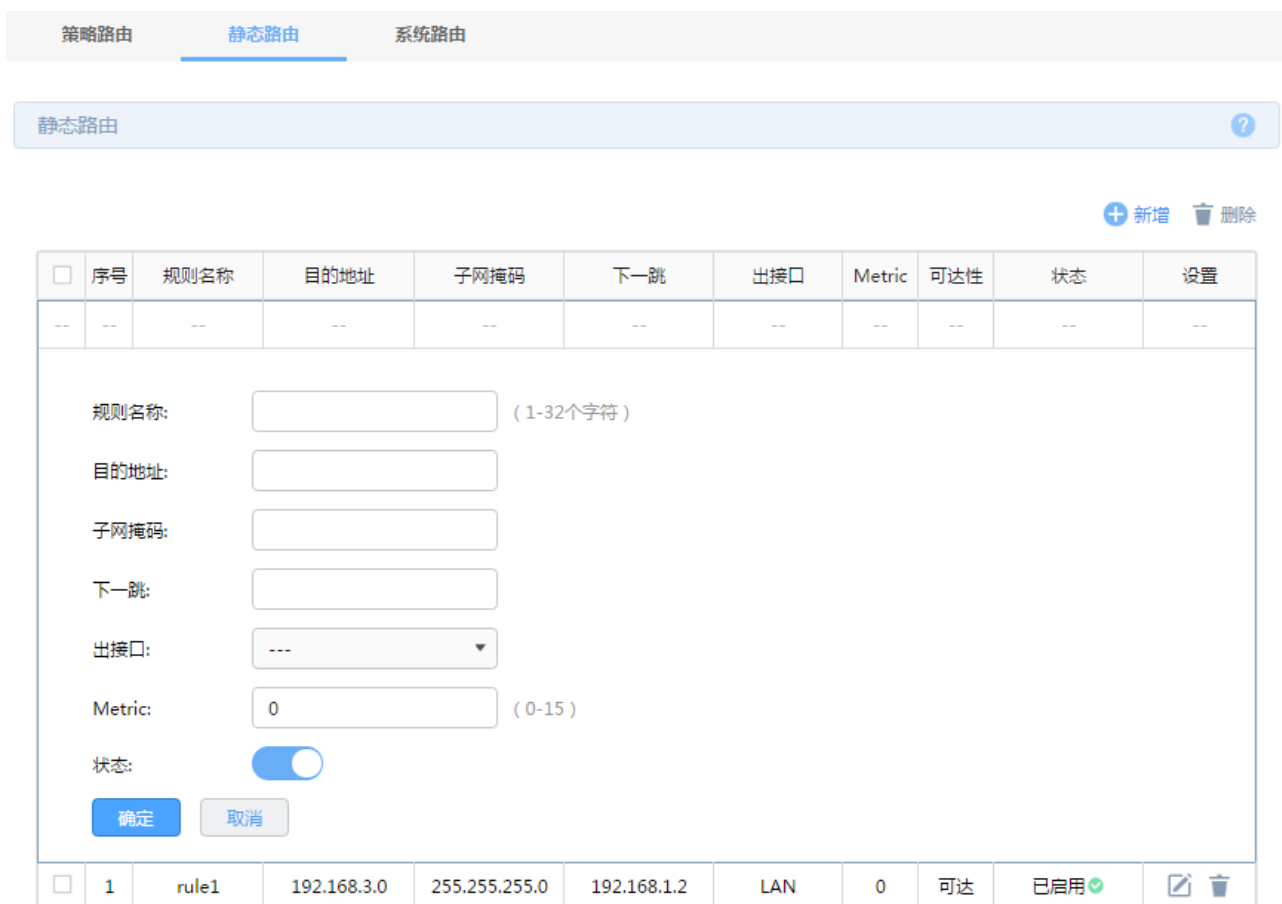 策略路由 静态路由 系统路由
静态路由 ?
新增 删除
序号 规则名称 目的地址 子网掩码 下一跳 出接口 Metric 可达性 状态 设置
-- -- -- -- -- -- -- -- -- -- --
规则名称: (1-32个字符)
目的地址:
子网掩码:
下一跳:
出接口: ---
Metric: 0 (0-15)
状态:
确定 取消
1 rule1 192.168.3.0 255.255.255.0 192.168.1.2 LAN 0 可达 已启用